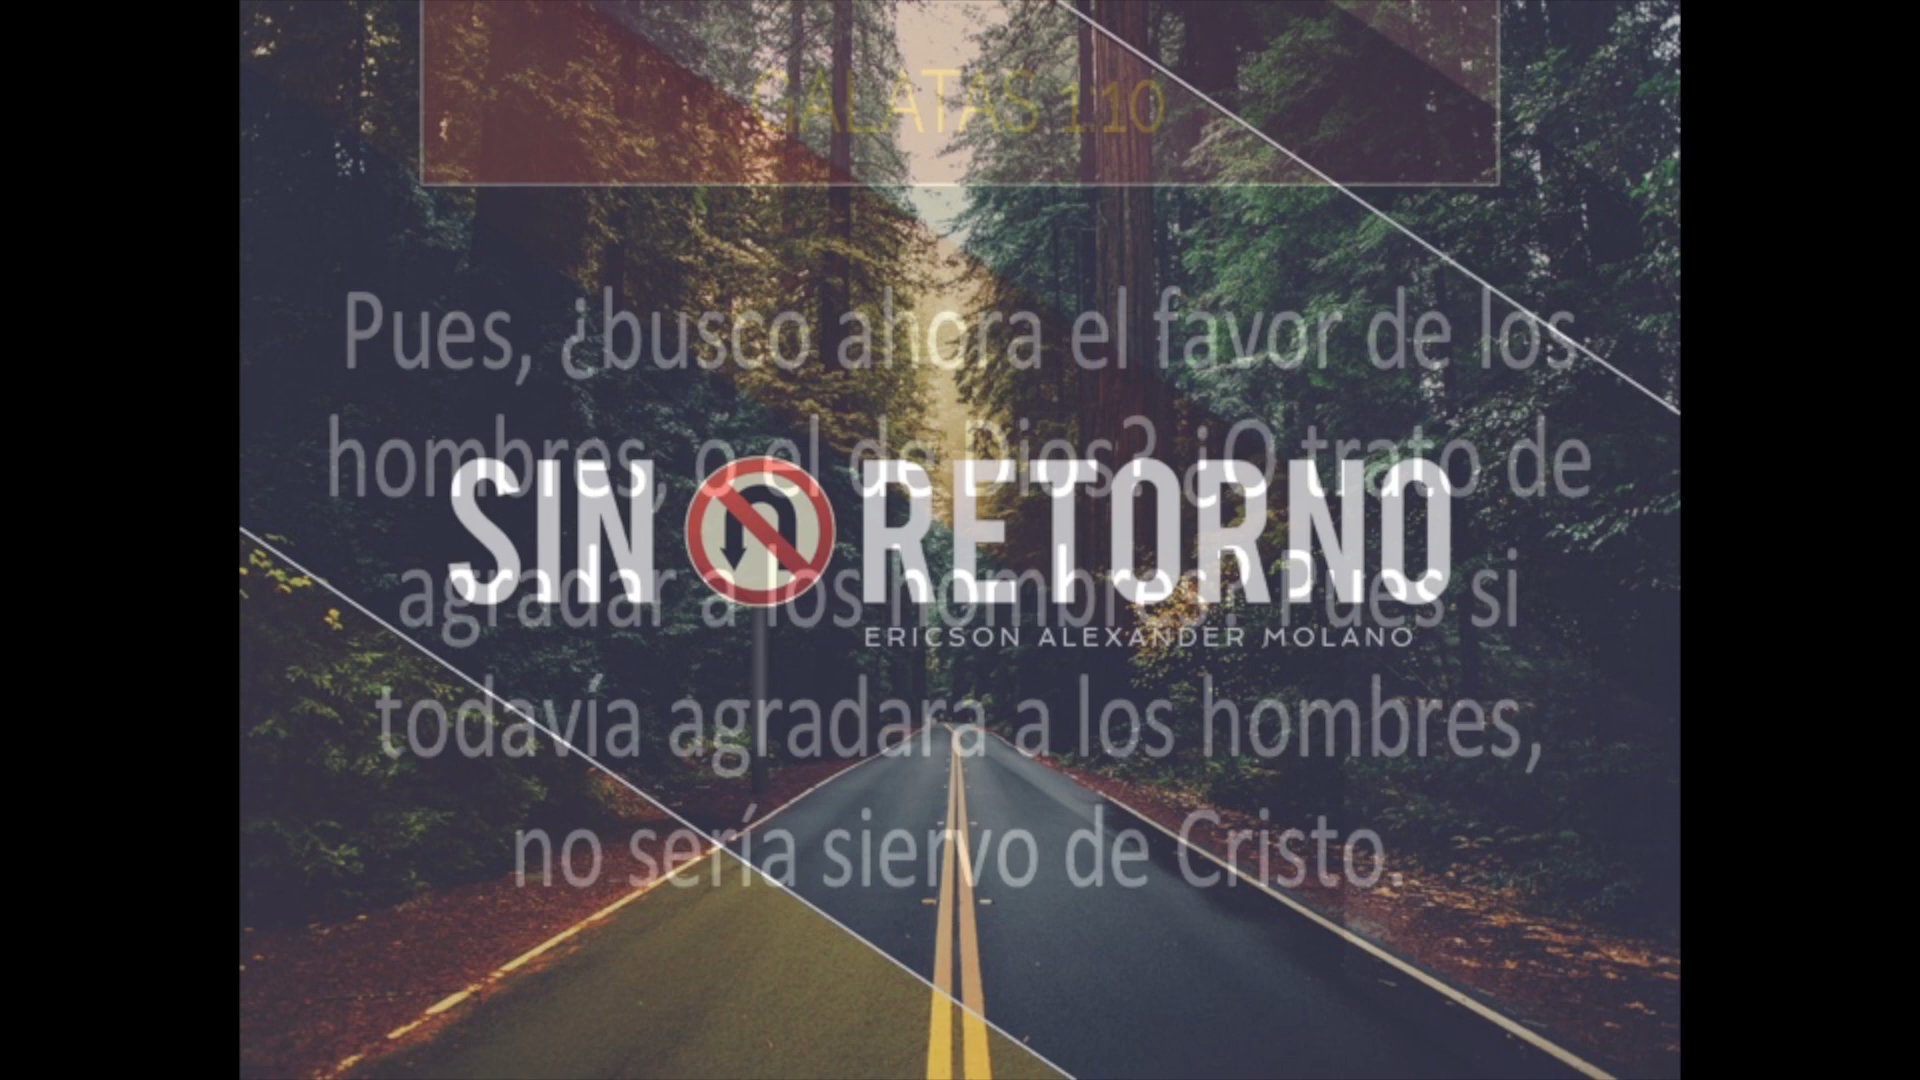 GALATAS 1:10
Pues, ¿busco ahora el favor de los
hombres, o el de Dios? ¿O trato de
SIN RETORNO
agradar a los hombres? Pues si
ERICSON ALEXANDER MOLANO
todavía agradara a los hombres,
no sería siervo de Cristo.